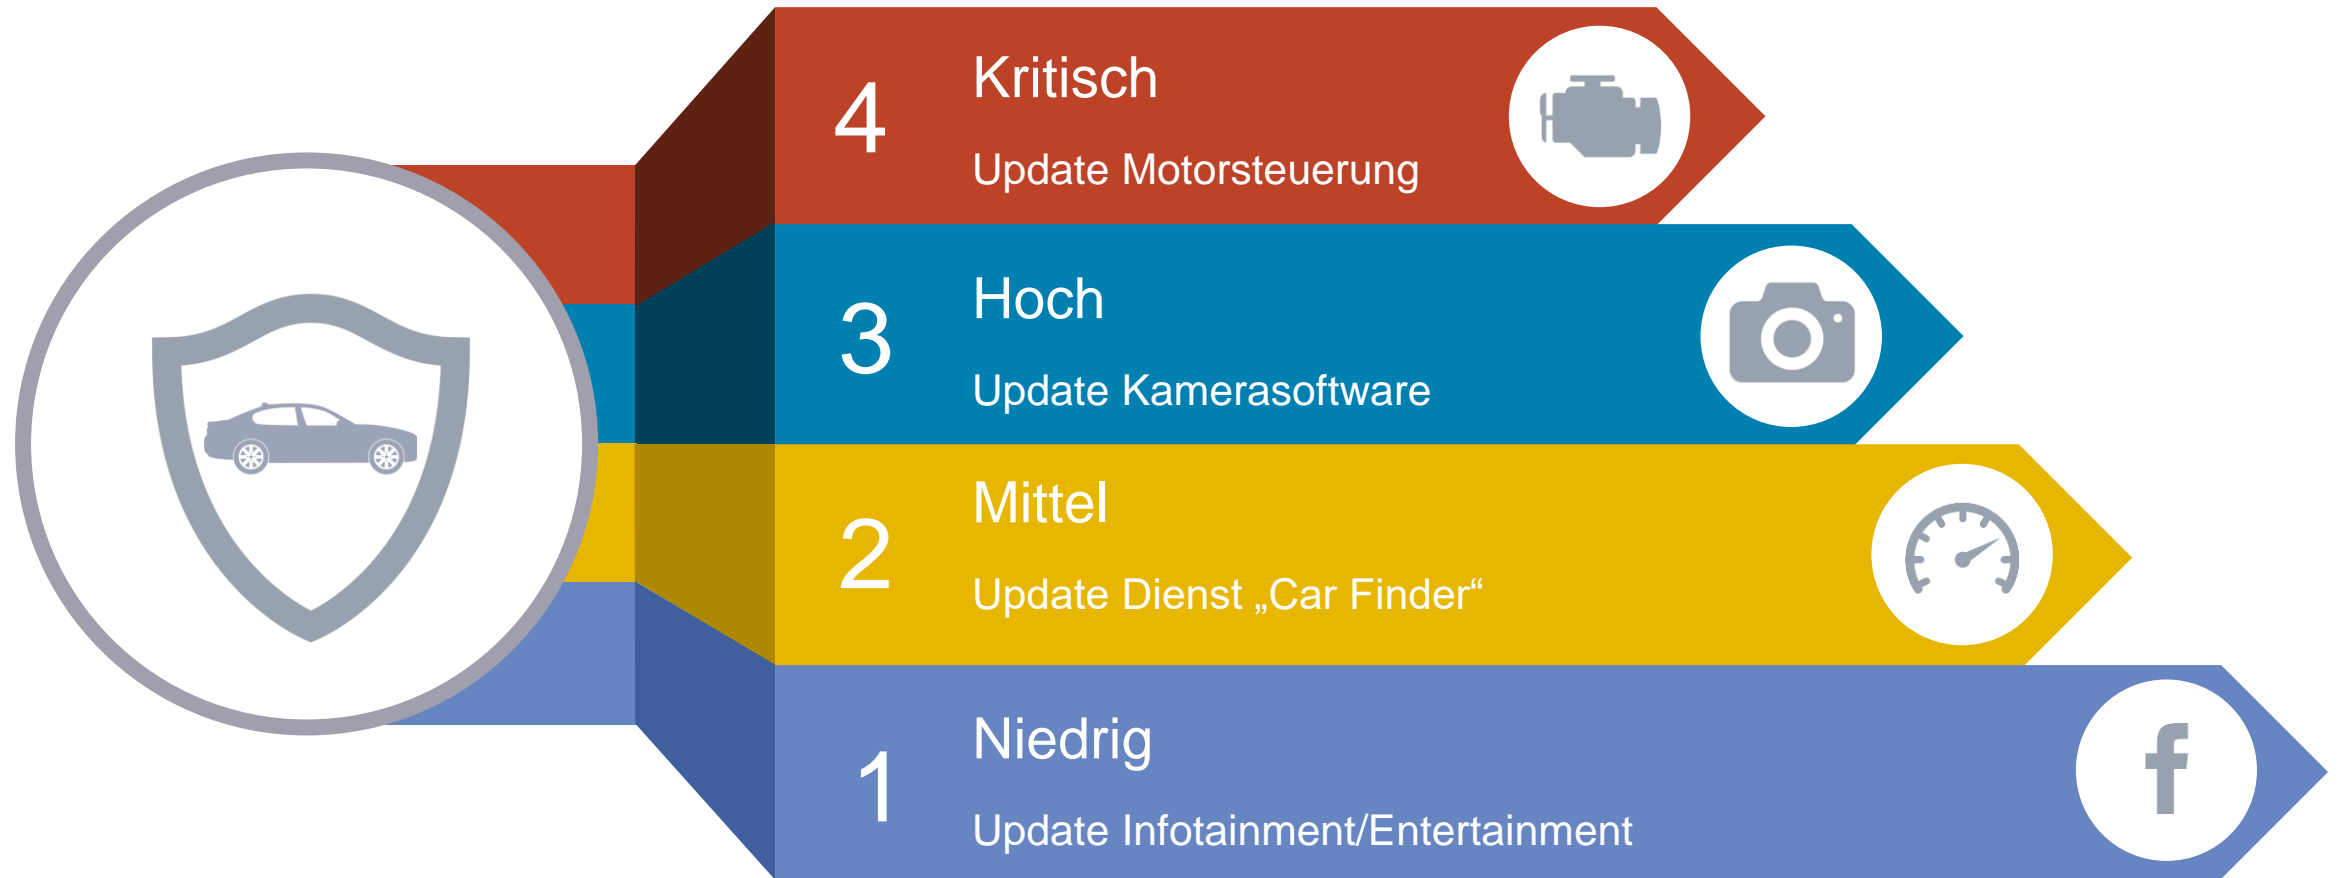 4
Kritisch
Update Motorsteuerung
3
Hoch
Update Kamerasoftware
2
Mittel
Update Dienst „Car Finder“
1
Niedrig
Update Infotainment/Entertainment
f